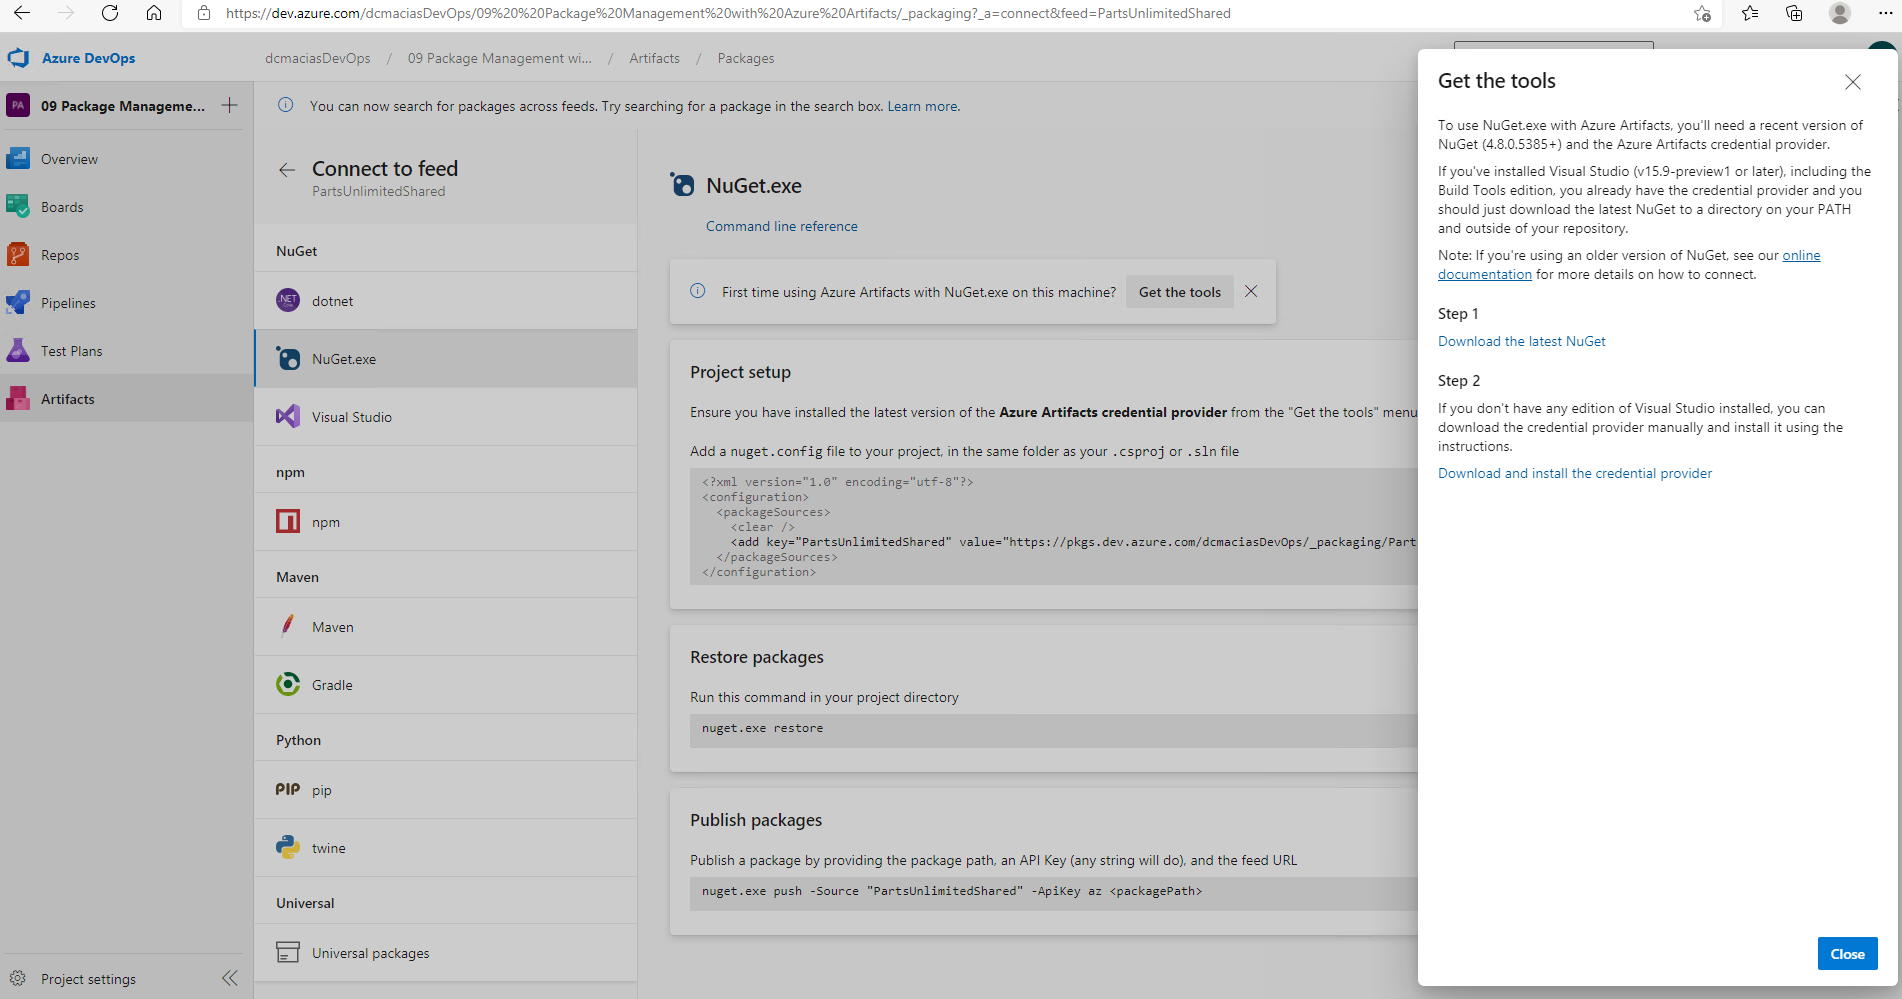 https://dev.azure.com/dcmaciasDevOps/09%20%20Package%20Management%20with%20Azure%20Artifacts/_packaging?_a=connect&feed=PartsUnlimitedShared
Azure DevOps
dcmaciasDevOps / 09 Package Management wi... / Artifacts / Packages
PA 09 Package Manageme...
Overview
Boards
Repos
Pipelines
Test Plans
Artifacts
Project settings
You can now search for packages across feeds. Try searching for a package in the search box. Learn more.
Connect to feed
PartsUnlimitedShared
NuGet
.NET Core dotnet
NuGet.exe
Visual Studio
npm
npm
Maven
Maven
Gradle
Python
PIP pip
twine
Universal
Universal packages
NuGet.exe
Command line reference
First time using Azure Artifacts with NuGet.exe on this machine? Get the tools
Project setup
Ensure you have installed the latest version of the Azure Artifacts credential provider from the "Get the tools" menu
Add a nuget.config file to your project, in the same folder as your .csproj or .sln file
<?xml version="1.0" encoding="utf-8"?>
<configuration>
<packageSources>
<clear />
<add key="PartsUnlimitedShared" value="https://pkgs.dev.azure.com/dcmaciasDevOps/_packaging/Part
</packageSources>
</configuration>
Restore packages
Run this command in your project directory
nuget.exe restore
Publish packages
Publish a package by providing the package path, an API Key (any string will do), and the feed URL
nuget.exe push -Source "PartsUnlimitedShared" -ApiKey az <packagePath>
Get the tools
To use NuGet.exe with Azure Artifacts, you'll need a recent version of
NuGet (4.8.0.5385+) and the Azure Artifacts credential provider.
If you've installed Visual Studio (v15.9-preview1 or later), including the
Build Tools edition, you already have the credential provider and you
should just download the latest NuGet to a directory on your PATH
and outside of your repository.
Note: If you're using an older version of NuGet, see our online
documentation for more details on how to connect.
Step 1
Download the latest NuGet
Step 2
If you don't have any edition of Visual Studio installed, you can
download the credential provider manually and install it using the
instructions.
Download and install the credential provider
Close